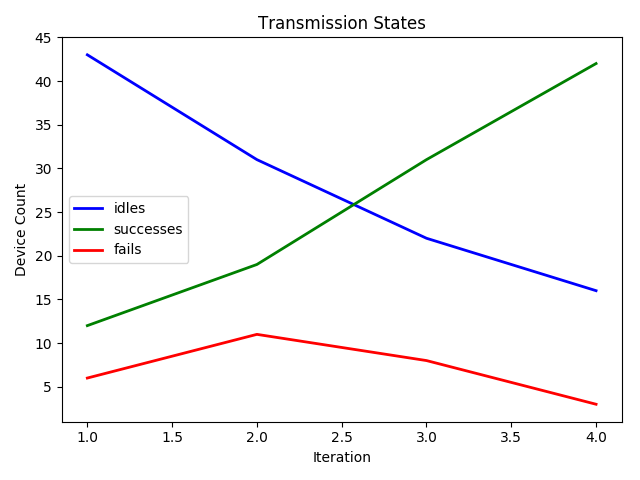 Transmission States
Device Count
45
40
35
30
25
20
15
10
5
idles
successes
fails
1.0 1.5 2.0 2.5 3.0 3.5 4.0
Iteration